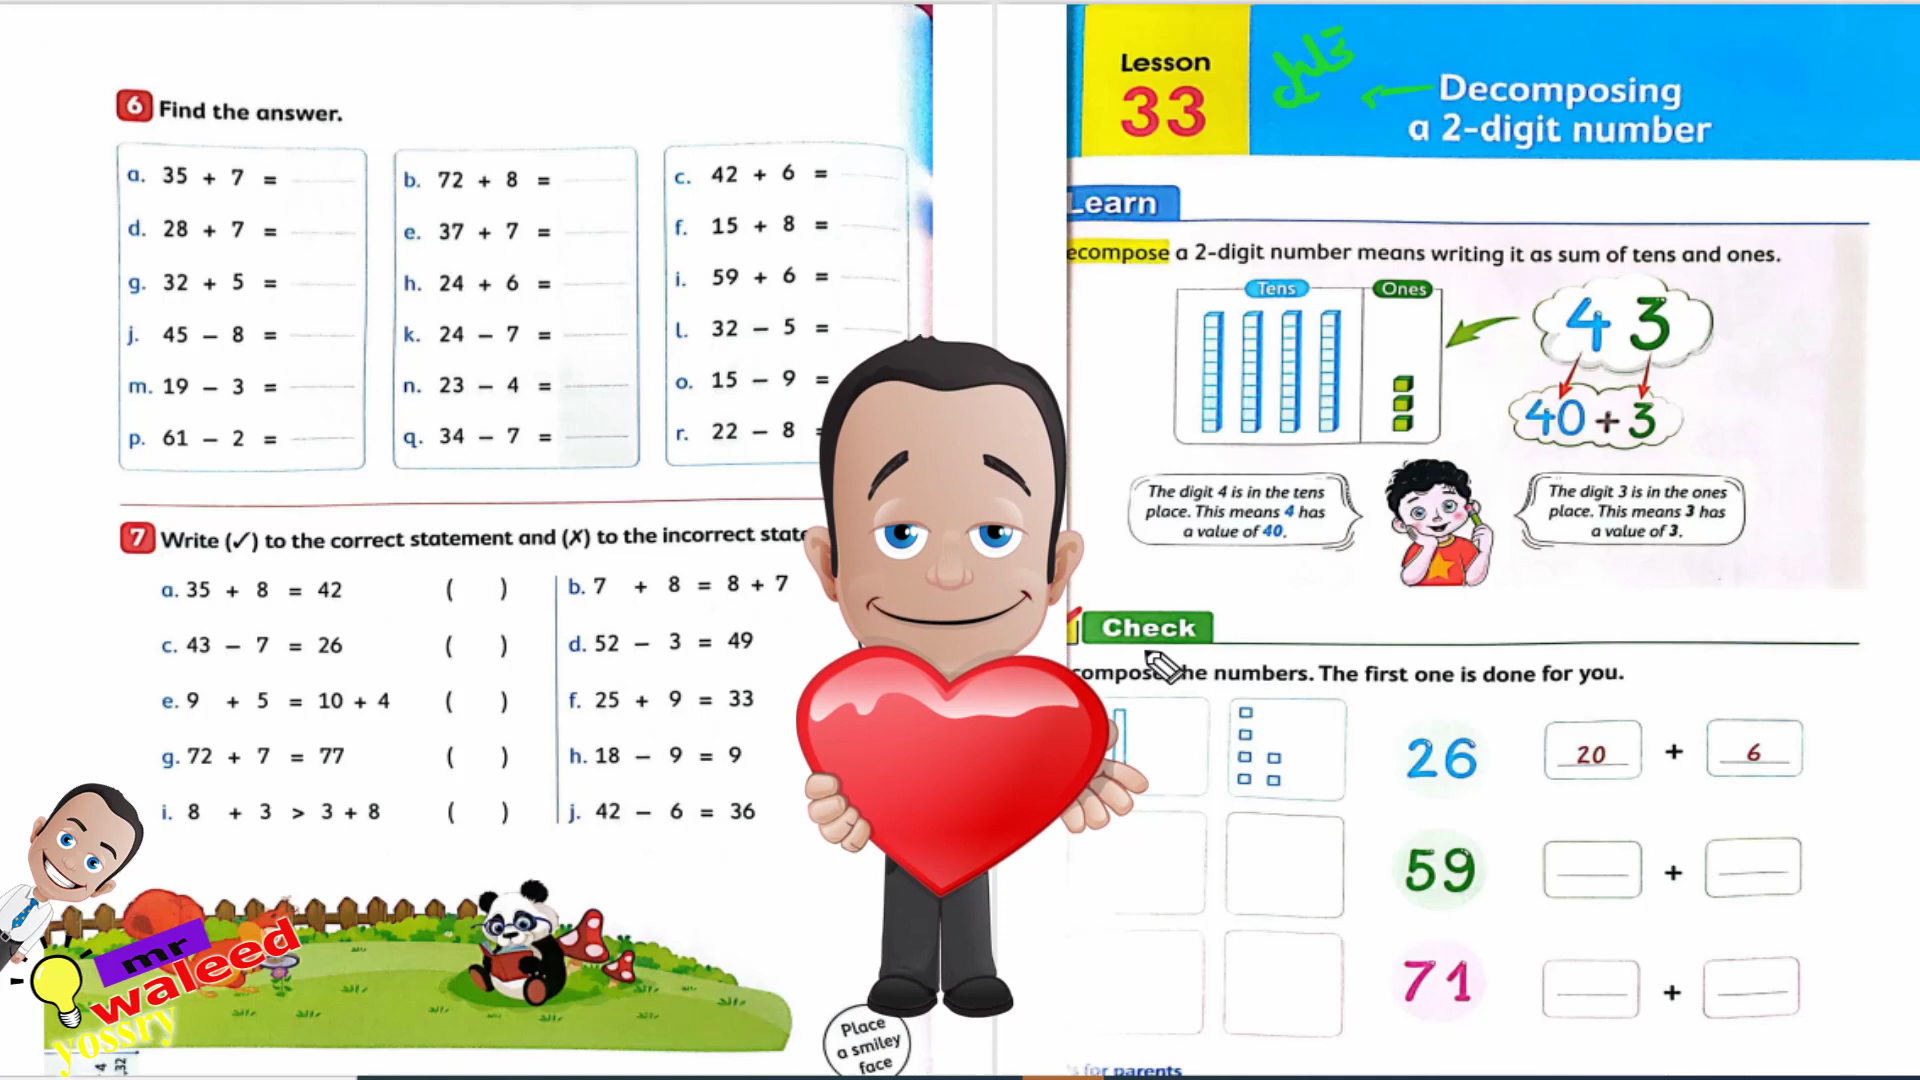 6 Find the answer.
a. 35 + 7 =
b. 72 + 8 =
c. 42 + 6 =
d. 28 + 7 =
e. 37 + 7 =
f. 15 + 8 =
g. 32 + 5 =
h. 24 + 6 =
i. 59 + 6 =
j. 45 – 8 =
k. 24 – 7 =
l. 32 – 5 =
m. 19 – 3 =
n. 23 – 4 =
o. 15 – 9 =
p. 61 – 2 =
q. 34 – 7 =
r. 22 – 8 =
7 Write (✓) to the correct statement and (✗) to the incorrect state
a. 35 + 8 = 42 ( )
b. 7 + 8 = 8 + 7
c. 43 – 7 = 26 ( )
d. 52 – 3 = 49
e. 9 + 5 = 10 + 4 ( )
f. 25 + 9 = 33
g. 72 + 7 = 77 ( )
h. 18 – 9 = 9
i. 8 + 3 > 3 + 8 ( )
j. 42 – 6 = 36
mr
waleed
yossry
Place
a smiley
face
Lesson
33
Decomposing
a 2-digit number
Learn
ecompose a 2-digit number means writing it as sum of tens and ones.
Tens Ones
4 3
40 + 3
The digit 4 is in the tens
place. This means 4 has
a value of 40.
The digit 3 is in the ones
place. This means 3 has
a value of 3.
Check
compose he numbers. The first one is done for you.
26 20 + 6
59 +
71 +
for parents